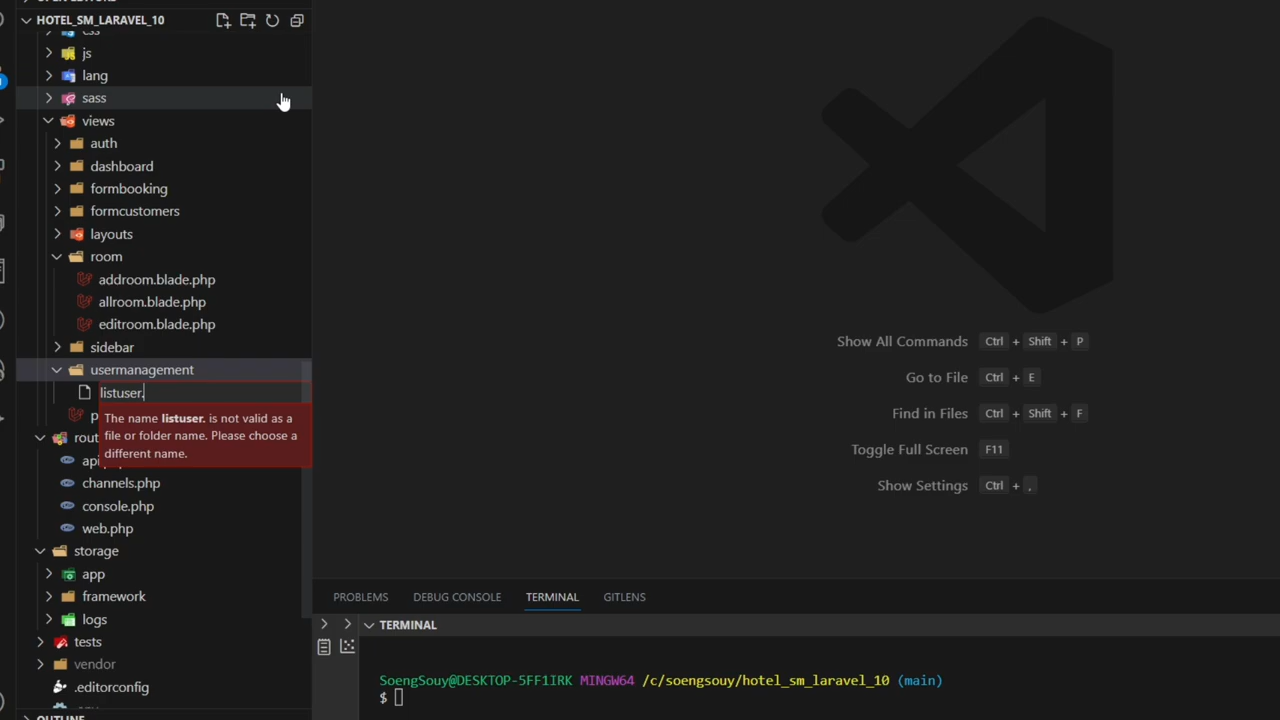 HOTEL_SM_LARAVEL_10
css
js
lang
sass
views
auth
dashboard
formbooking
formcustomers
layouts
room
addroom.blade.php
allroom.blade.php
editroom.blade.php
sidebar
usermanagement
listuser.
The name listuser. is not valid as a
file or folder name. Please choose a
different name.
channels.php
console.php
web.php
storage
app
framework
logs
tests
vendor
.editorconfig
OUTLINE
Show All Commands Ctrl + Shift + P
Go to File Ctrl + E
Find in Files Ctrl + Shift + F
Toggle Full Screen F11
Show Settings Ctrl + ,
PROBLEMS DEBUG CONSOLE TERMINAL GITLENS
TERMINAL
SoengSouy@DESKTOP-5FF1IRK MINGW64 /c/soengsouy/hotel_sm_laravel_10 (main)
$